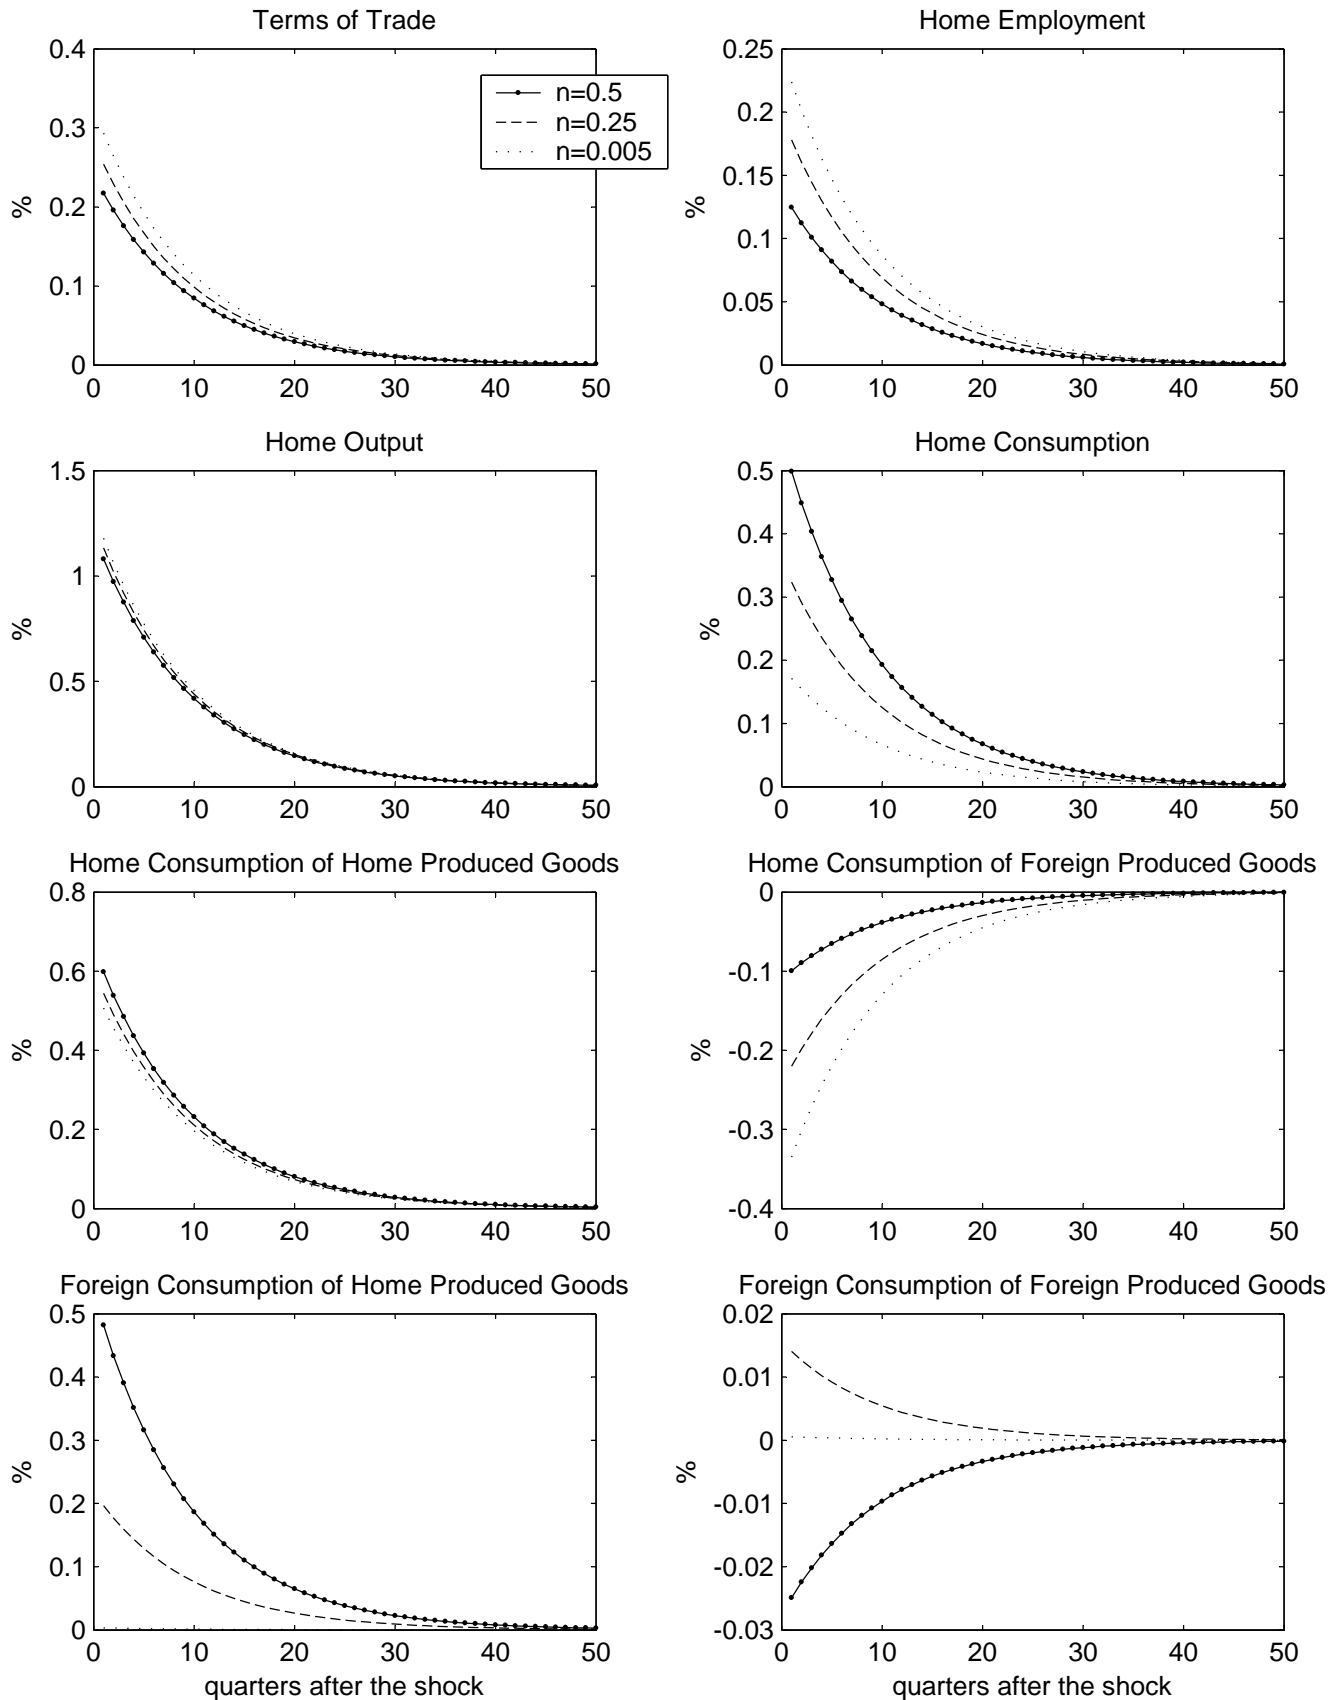 Terms of Trade
0.4
0.3
0.2
0.1
0
%
0 10 20 30 40 50
n=0.5
n=0.25
n=0.005
Home Employment
0.25
0.2
0.15
0.1
0.05
0
%
0 10 20 30 40 50
Home Output
1.5
1
0.5
0
%
0 10 20 30 40 50
Home Consumption
0.5
0.4
0.3
0.2
0.1
0
%
0 10 20 30 40 50
Home Consumption of Home Produced Goods
0.8
0.6
0.4
0.2
0
%
0 10 20 30 40 50
Home Consumption of Foreign Produced Goods
0
-0.1
-0.2
-0.3
-0.4
%
0 10 20 30 40 50
Foreign Consumption of Home Produced Goods
0.5
0.4
0.3
0.2
0.1
0
%
0 10 20 30 40 50
quarters after the shock
Foreign Consumption of Foreign Produced Goods
0.02
0.01
0
-0.01
-0.02
-0.03
%
0 10 20 30 40 50
quarters after the shock